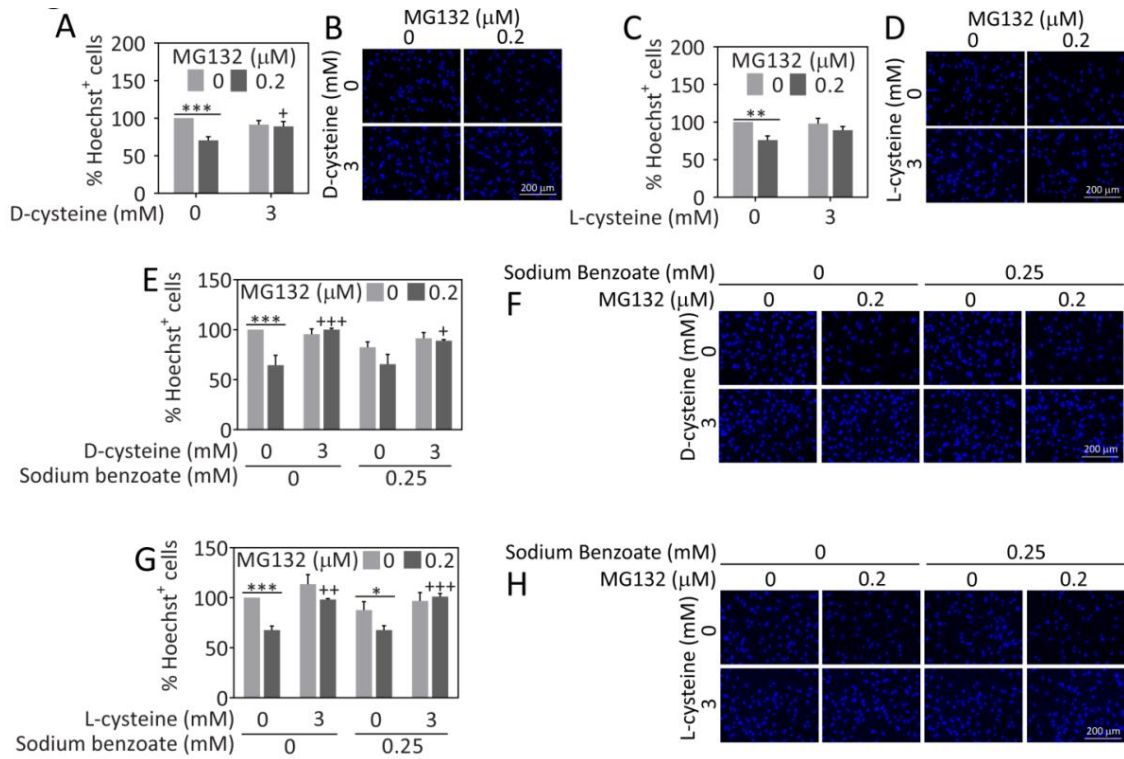 A
200
150
100
50
0
% Hoechst⁺ cells
MG132 (μM)
0 0.2
***
+
D-cysteine (mM) 0 3
B
MG132 (μM)
0 0.2
D-cysteine (mM)
0
3
200 μm
C
200
150
100
50
0
% Hoechst⁺ cells
MG132 (μM)
0 0.2
**
L-cysteine (mM) 0 3
D
MG132 (μM)
0 0.2
L-cysteine (mM)
0
3
200 μm
E
150
100
50
0
% Hoechst⁺ cells
MG132 (μM) 0 0.2
*** +++ +
D-cysteine (mM) 0 3 0 3
Sodium benzoate (mM) 0 0.25
F
Sodium Benzoate (mM) 0 0.25
MG132 (μM) 0 0.2 0 0.2
D-cysteine (mM)
0
3
200 μm
G
150
100
50
0
% Hoechst⁺ cells
MG132 (μM) 0 0.2
*** ++ * +++
L-cysteine (mM) 0 3 0 3
Sodium benzoate (mM) 0 0.25
H
Sodium Benzoate (mM) 0 0.25
MG132 (μM) 0 0.2 0 0.2
L-cysteine (mM)
0
3
200 μm